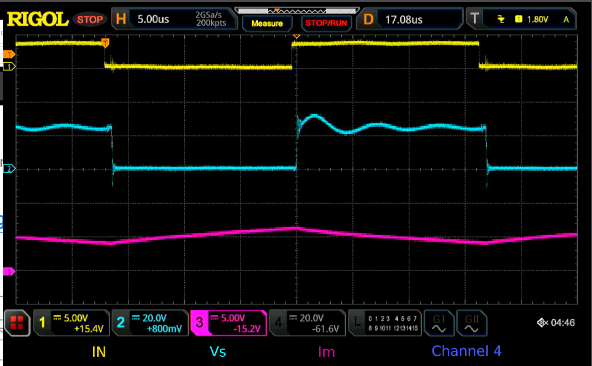 RIGOL STOP H 5.00us 2GSa/s 200kpts Measure STOP/RUN D 17.08us T 1.80V A
T
1
2
3
1 5.00V +15.4V 2 20.0V +800mV 3 5.00V -15.2V 4 20.0V -61.6V L 0 1 2 3 4 5 6 7 8 9 10 11 12 13 14 15 GI GII 04:46
IN Vs Im Channel 4